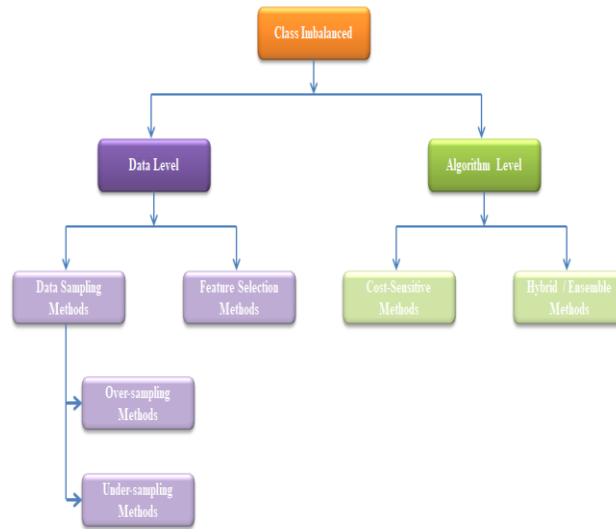 Class Imbalanced
Data Level
Algorithm Level
Data Sampling
Methods
Feature Selection
Methods
Cost-Sensitive
Methods
Hybrid / Ensemble
Methods
Over-sampling
Methods
Under-sampling
Methods